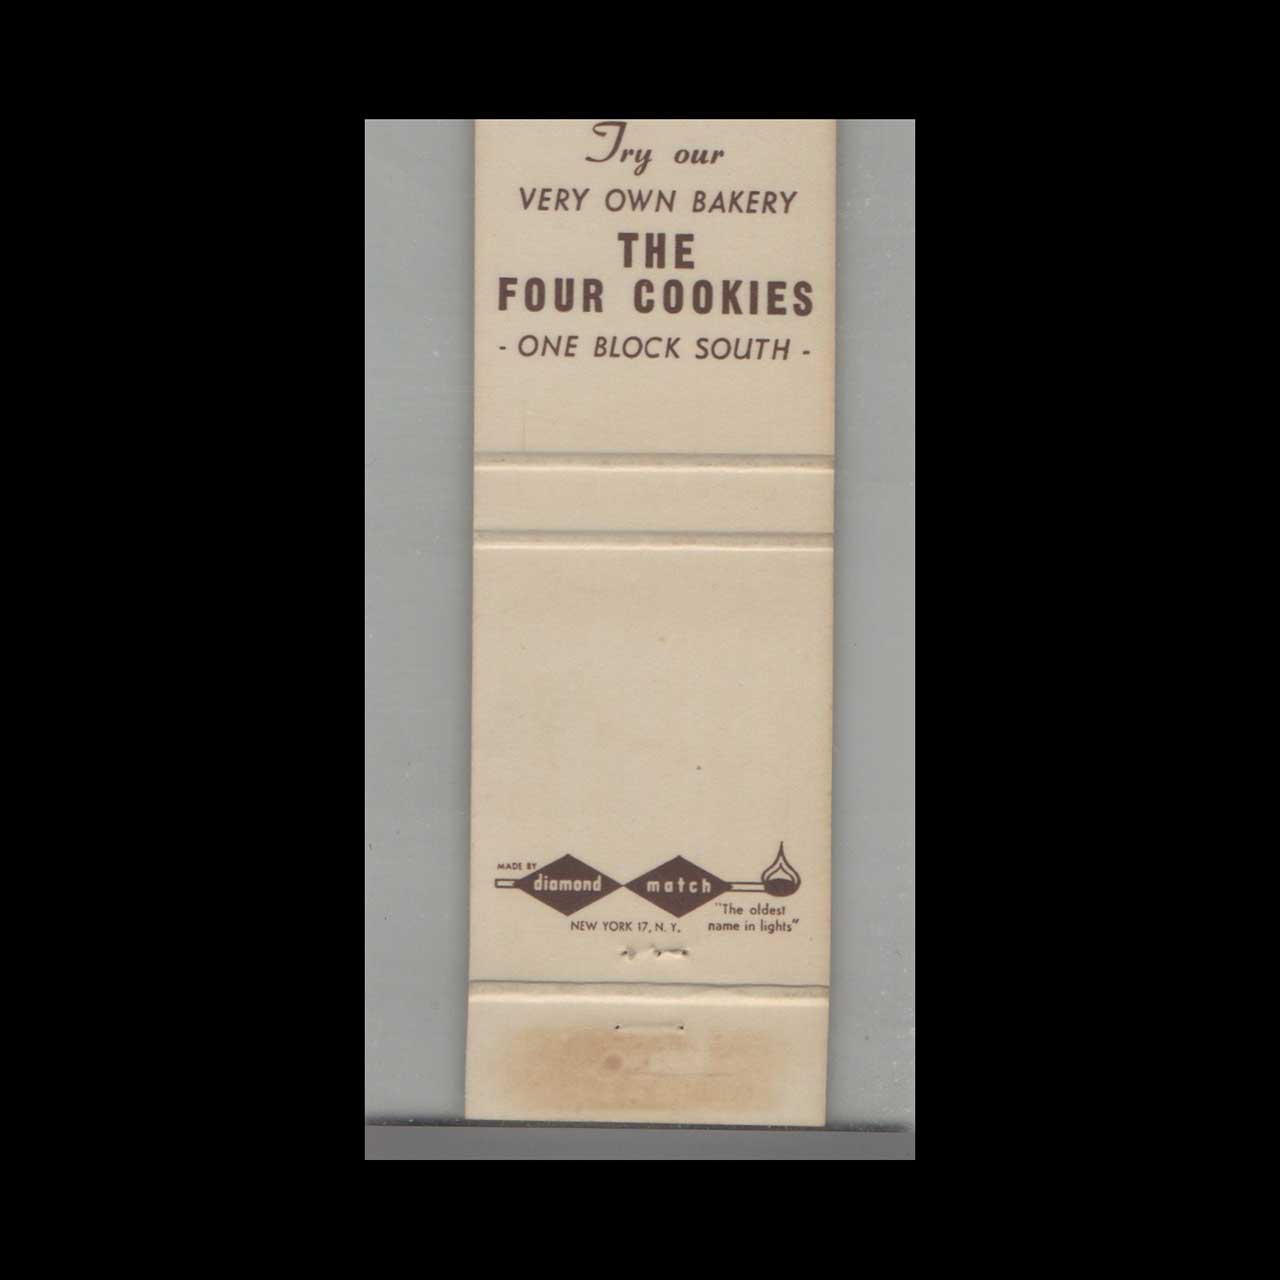 Try our
VERY OWN BAKERY
THE
FOUR COOKIES
- ONE BLOCK SOUTH -
MADE BY
diamond match
NEW YORK 17, N. Y.
"The oldest
name in lights"